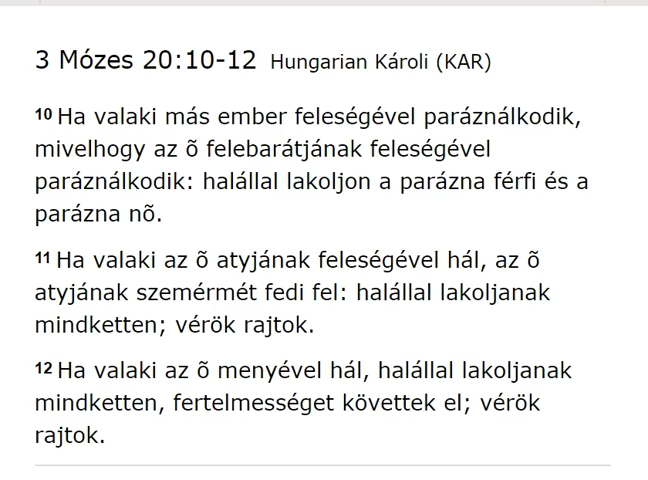 3 Mózes 20:10-12 Hungarian Károli (KAR)
10 Ha valaki más ember feleségével paráználkodik,
mivelhogy az õ felebarátjának feleségével
paráználkodik: halállal lakoljon a parázna férfi és a
parázna nõ.
11 Ha valaki az õ atyjának feleségével hál, az õ
atyjának szemérmét fedi fel: halállal lakoljanak
mindketten; vérök rajtok.
12 Ha valaki az õ menyével hál, halállal lakoljanak
mindketten, fertelmességet követtek el; vérök
rajtok.